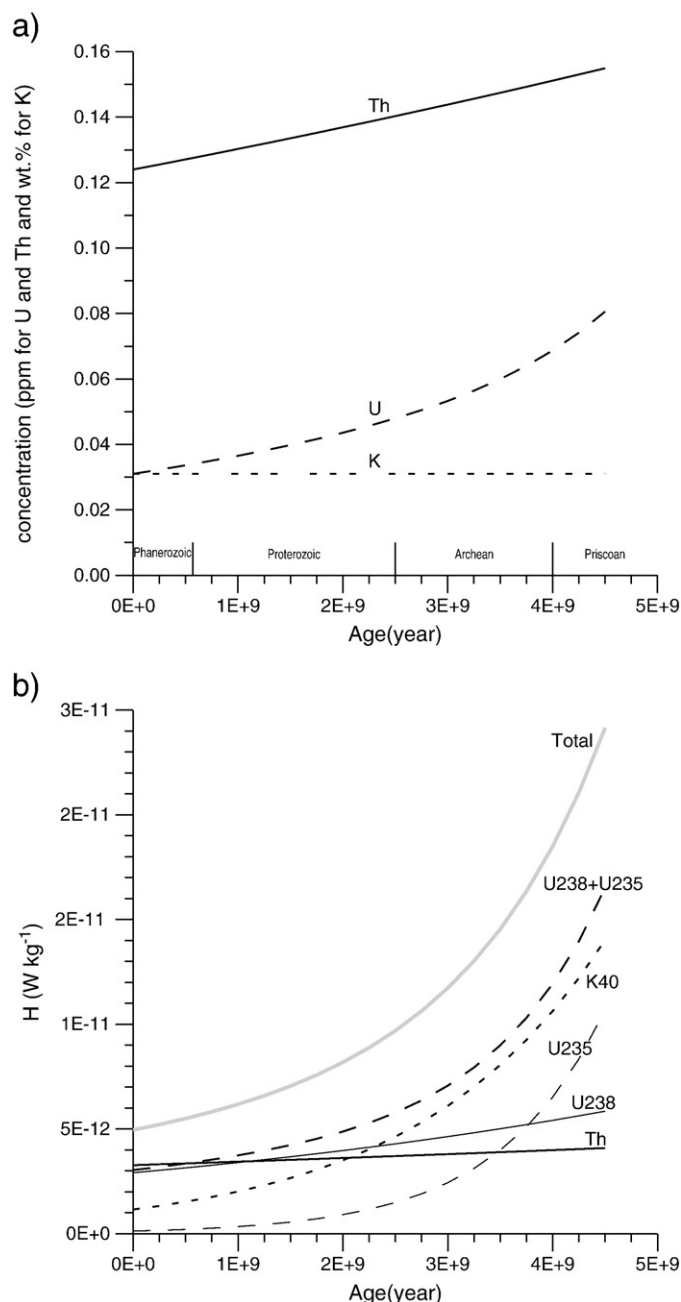 a)
concentration (ppm for U and Th and wt.% for K)
0.16
0.14
0.12
0.10
0.08
0.06
0.04
0.02
0.00
Th
U
K
Phanerozoic Proterozoic Archean Priscoan
0E+0 1E+9 2E+9 3E+9 4E+9 5E+9
Age(year)
b)
H (W kg-1)
3E-11
2E-11
2E-11
1E-11
5E-12
0E+0
Total
U238+U235
K40
U235
U238
Th
0E+0 1E+9 2E+9 3E+9 4E+9 5E+9
Age(year)